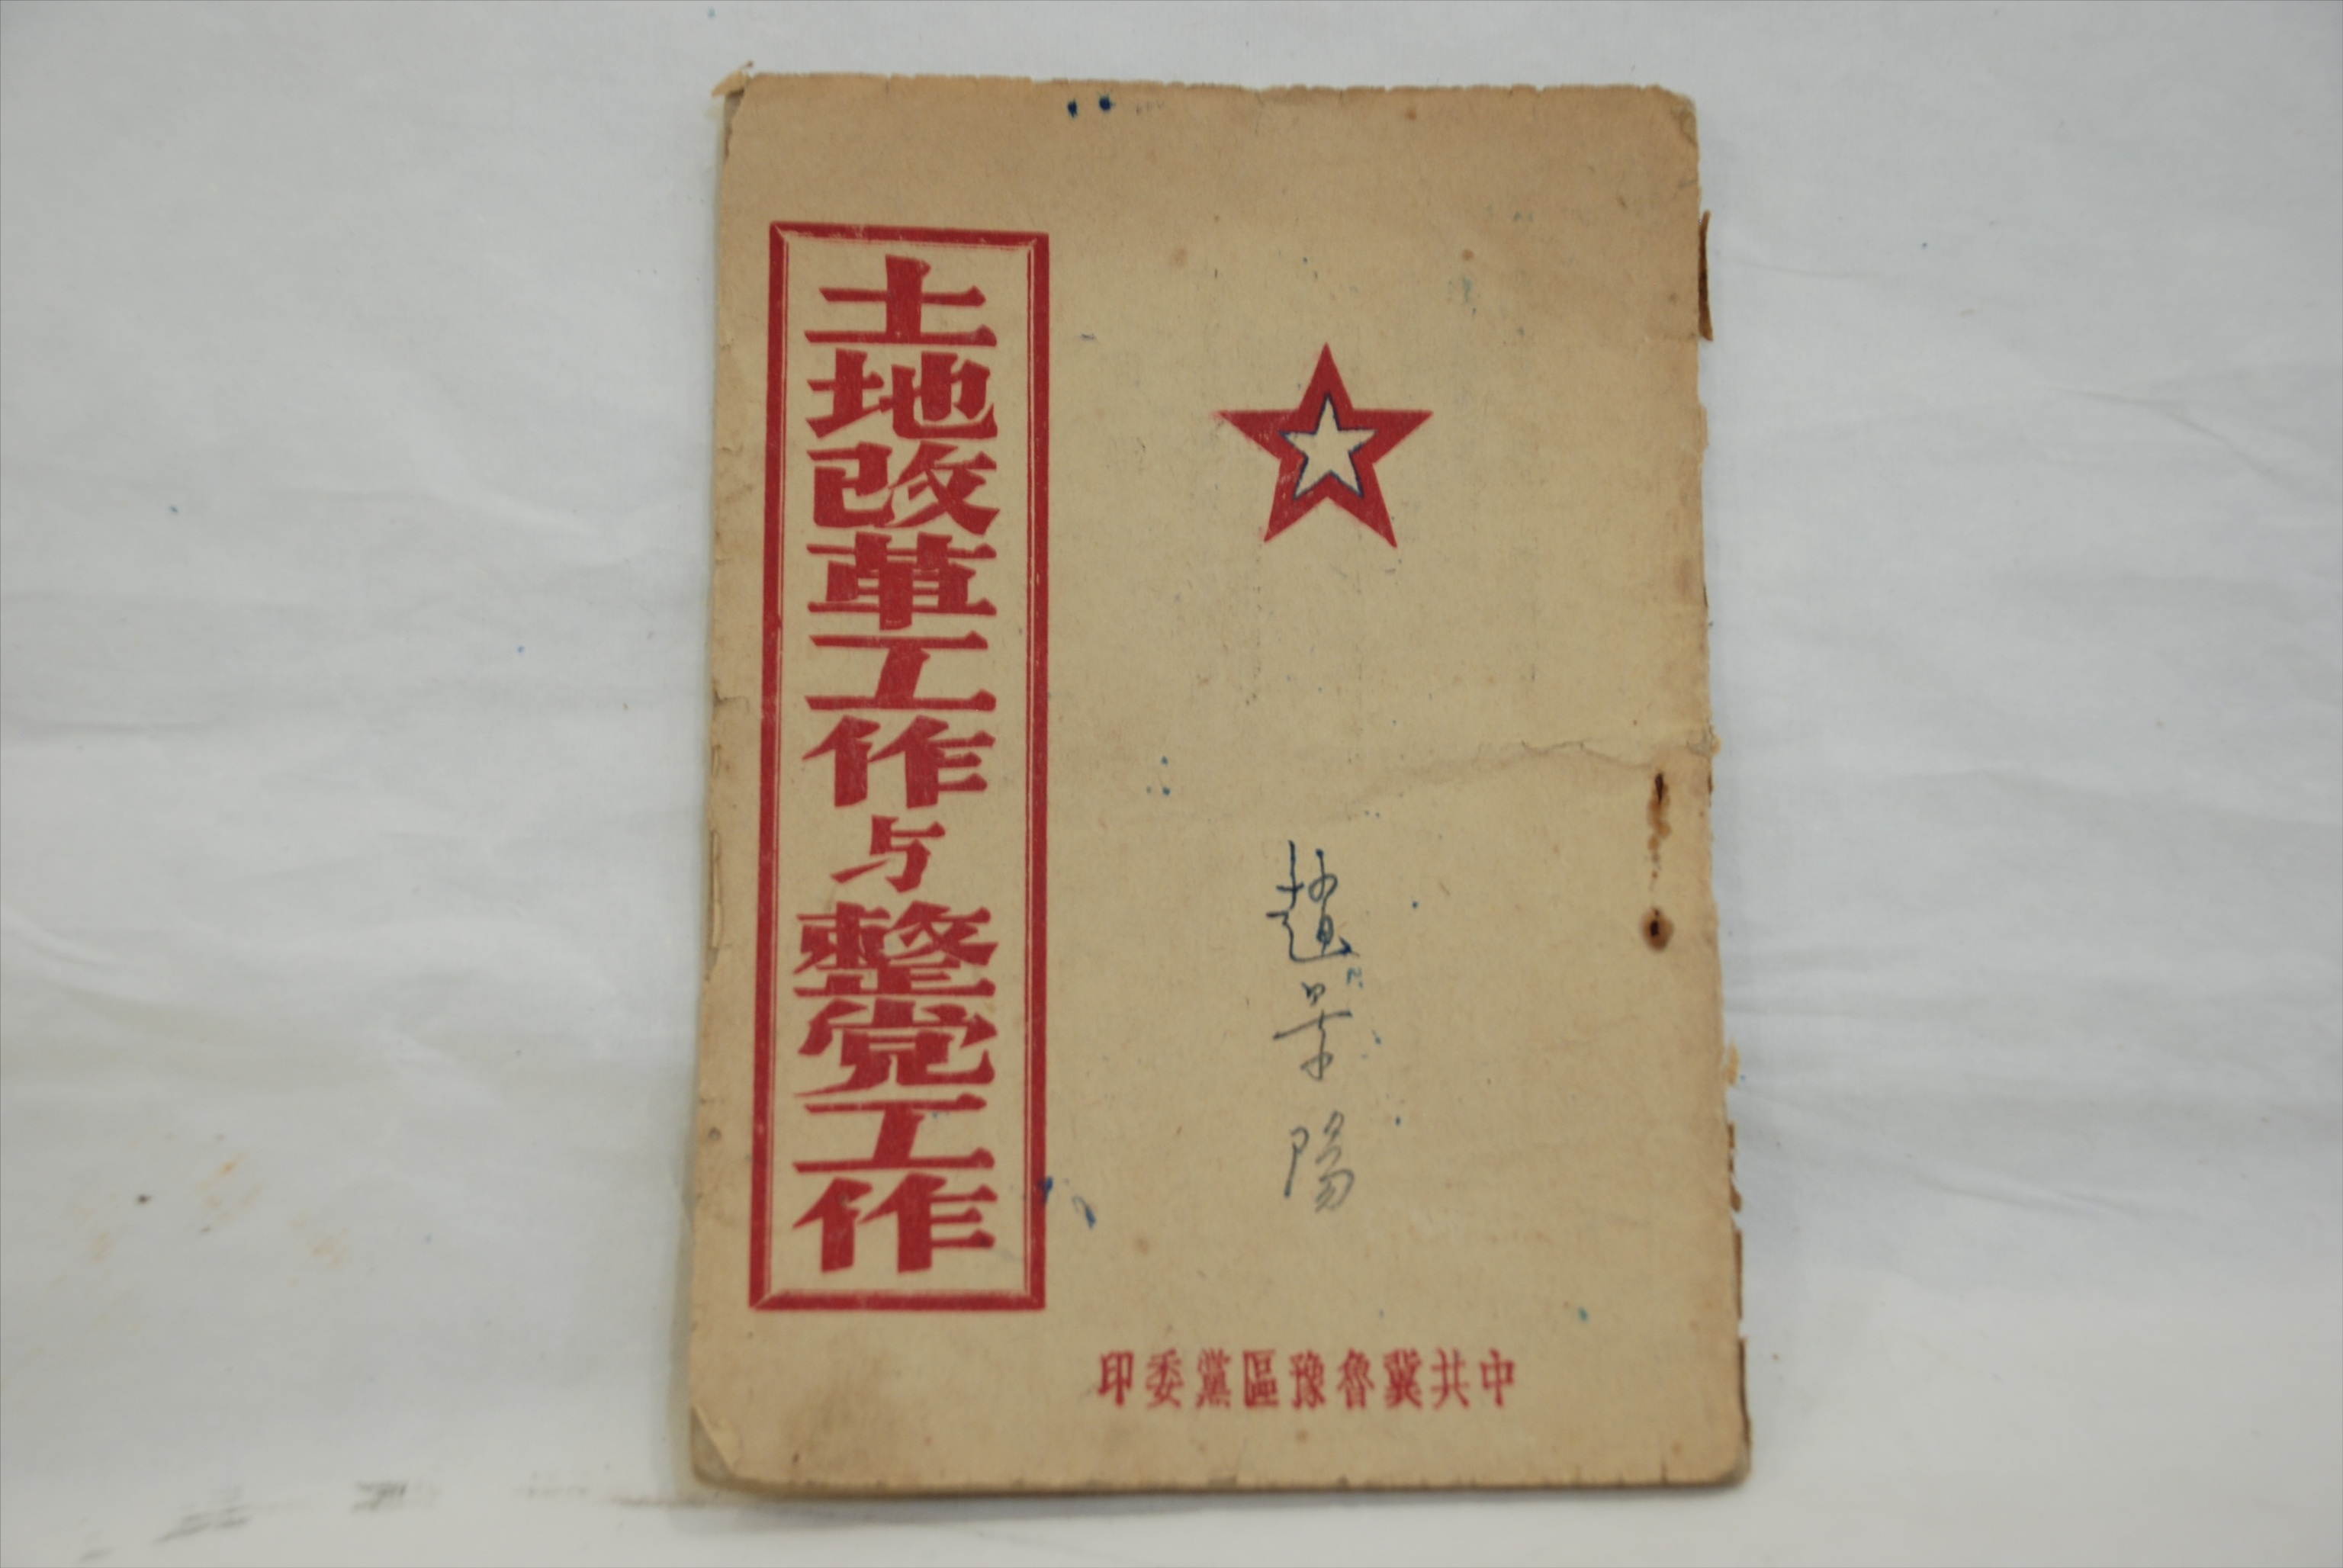 土地改革工作与整党工作
趙景陽
中共冀魯豫區黨委印